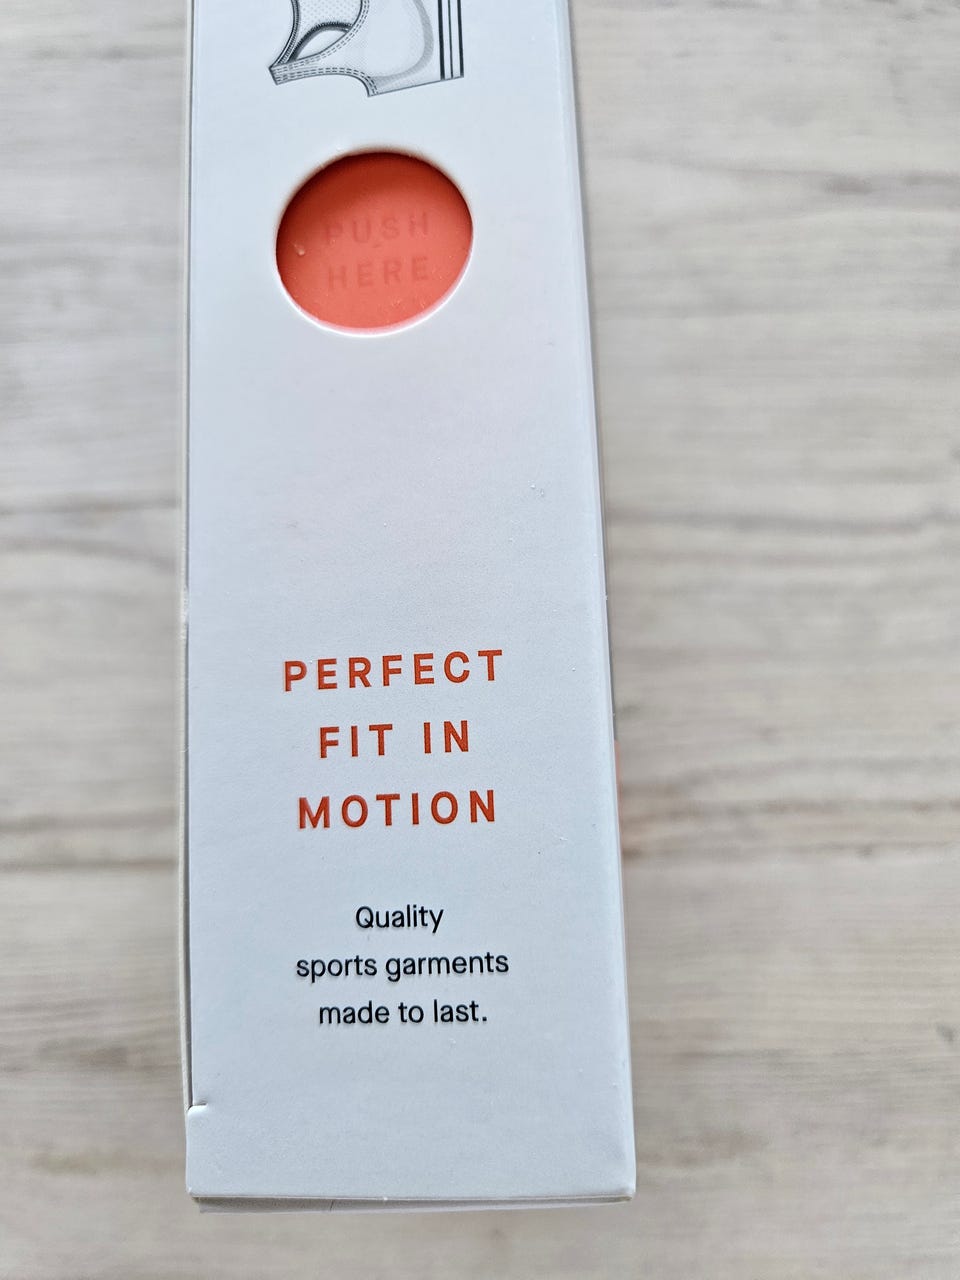 PUSH
HERE
PERFECT
FIT IN
MOTION
Quality
sports garments
made to last.